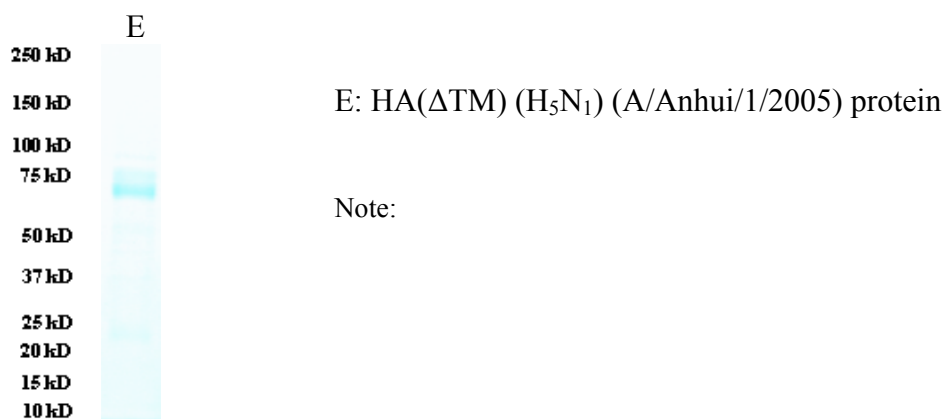 E
250 kD
150 kD
100 kD
75 kD
50 kD
37 kD
25 kD
20 kD
15 kD
10 kD
E: HA(ΔTM) (H₅N₁) (A/Anhui/1/2005) protein
Note: